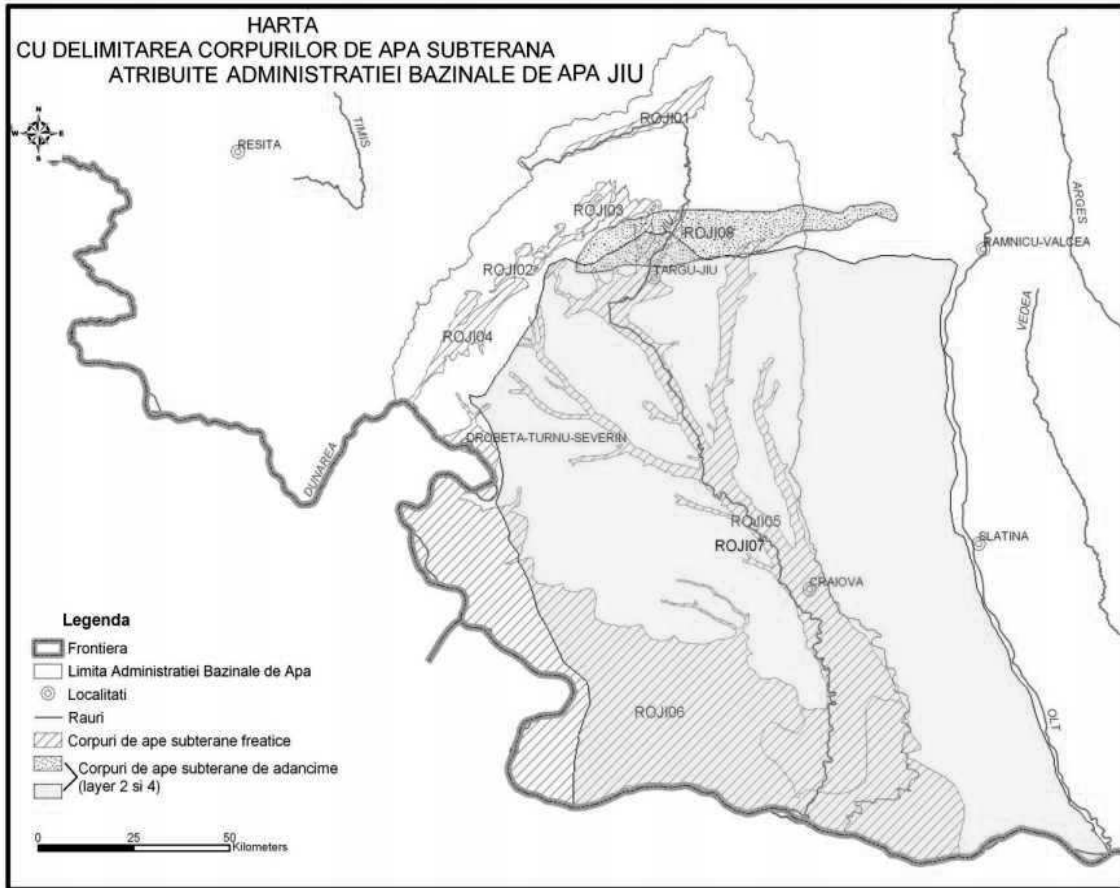 HARTA
CU DELIMITAREA CORPURILOR DE APA SUBTERANA
ATRIBUITE ADMINISTRATIEI BAZINALE DE APA JIU
N
W E
S
RESITA
TIMIS
ROJI01
ARGES
ROJI03
JIU
ROJI08
RAMNICU-VALCEA
ROJI02
TARGU-JIU
VEDEA
ROJI04
DROBETA-TURNU-SEVERIN
DUNAREA
ROJI05
ROJI07
SLATINA
CRAIOVA
ROJI06
OLT
Legenda
Frontiera
Limita Administratiei Bazinale de Apa
Localitati
Rauri
Corpuri de ape subterane freatice
Corpuri de ape subterane de adancime
(layer 2 si 4)
0 25 50
Kilometers